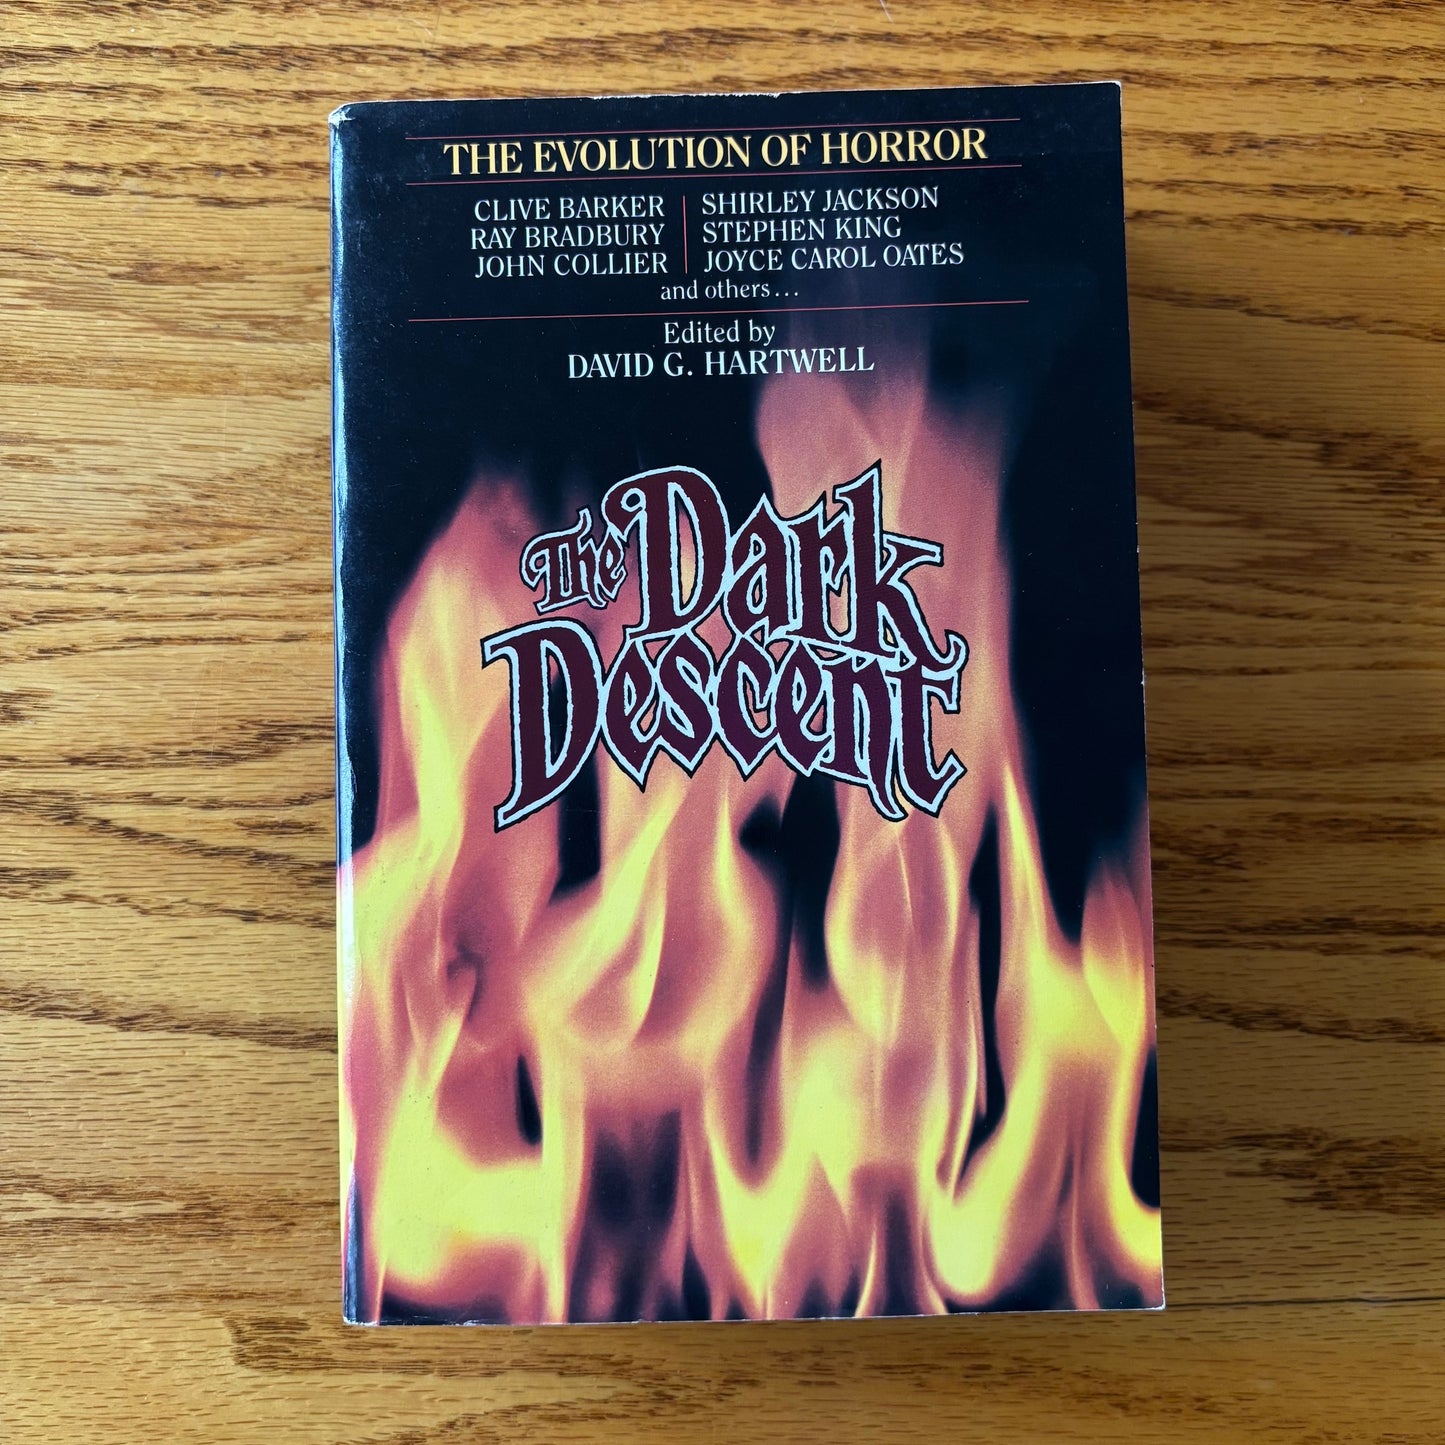 THE EVOLUTION OF HORROR
CLIVE BARKER
RAY BRADBURY
JOHN COLLIER
SHIRLEY JACKSON
STEPHEN KING
JOYCE CAROL OATES
and others...
Edited by
DAVID G. HARTWELL
The Dark
Descent